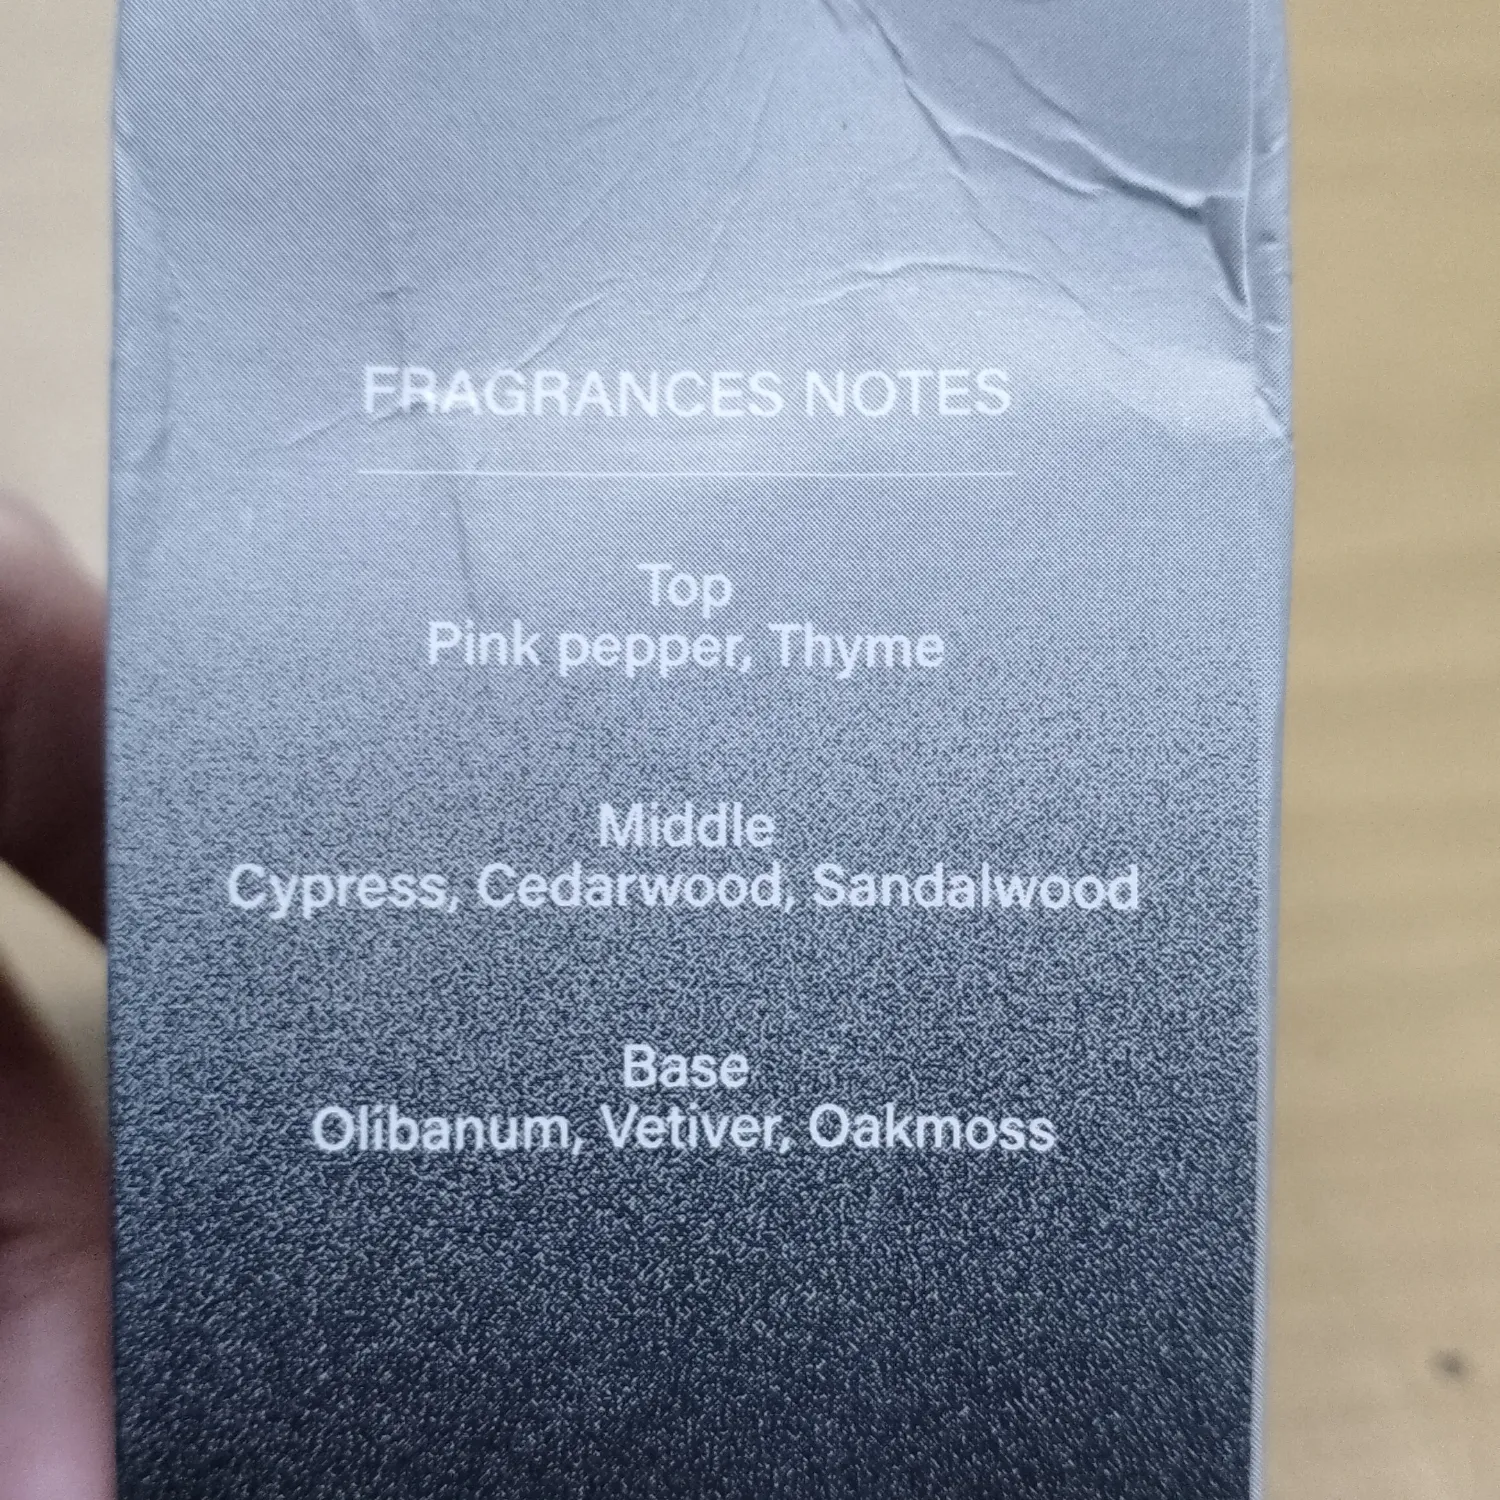 FRAGRANCES NOTES
Top
Pink pepper, Thyme
Middle
Cypress, Cedarwood, Sandalwood
Base
Olibanum, Vetiver, Oakmoss